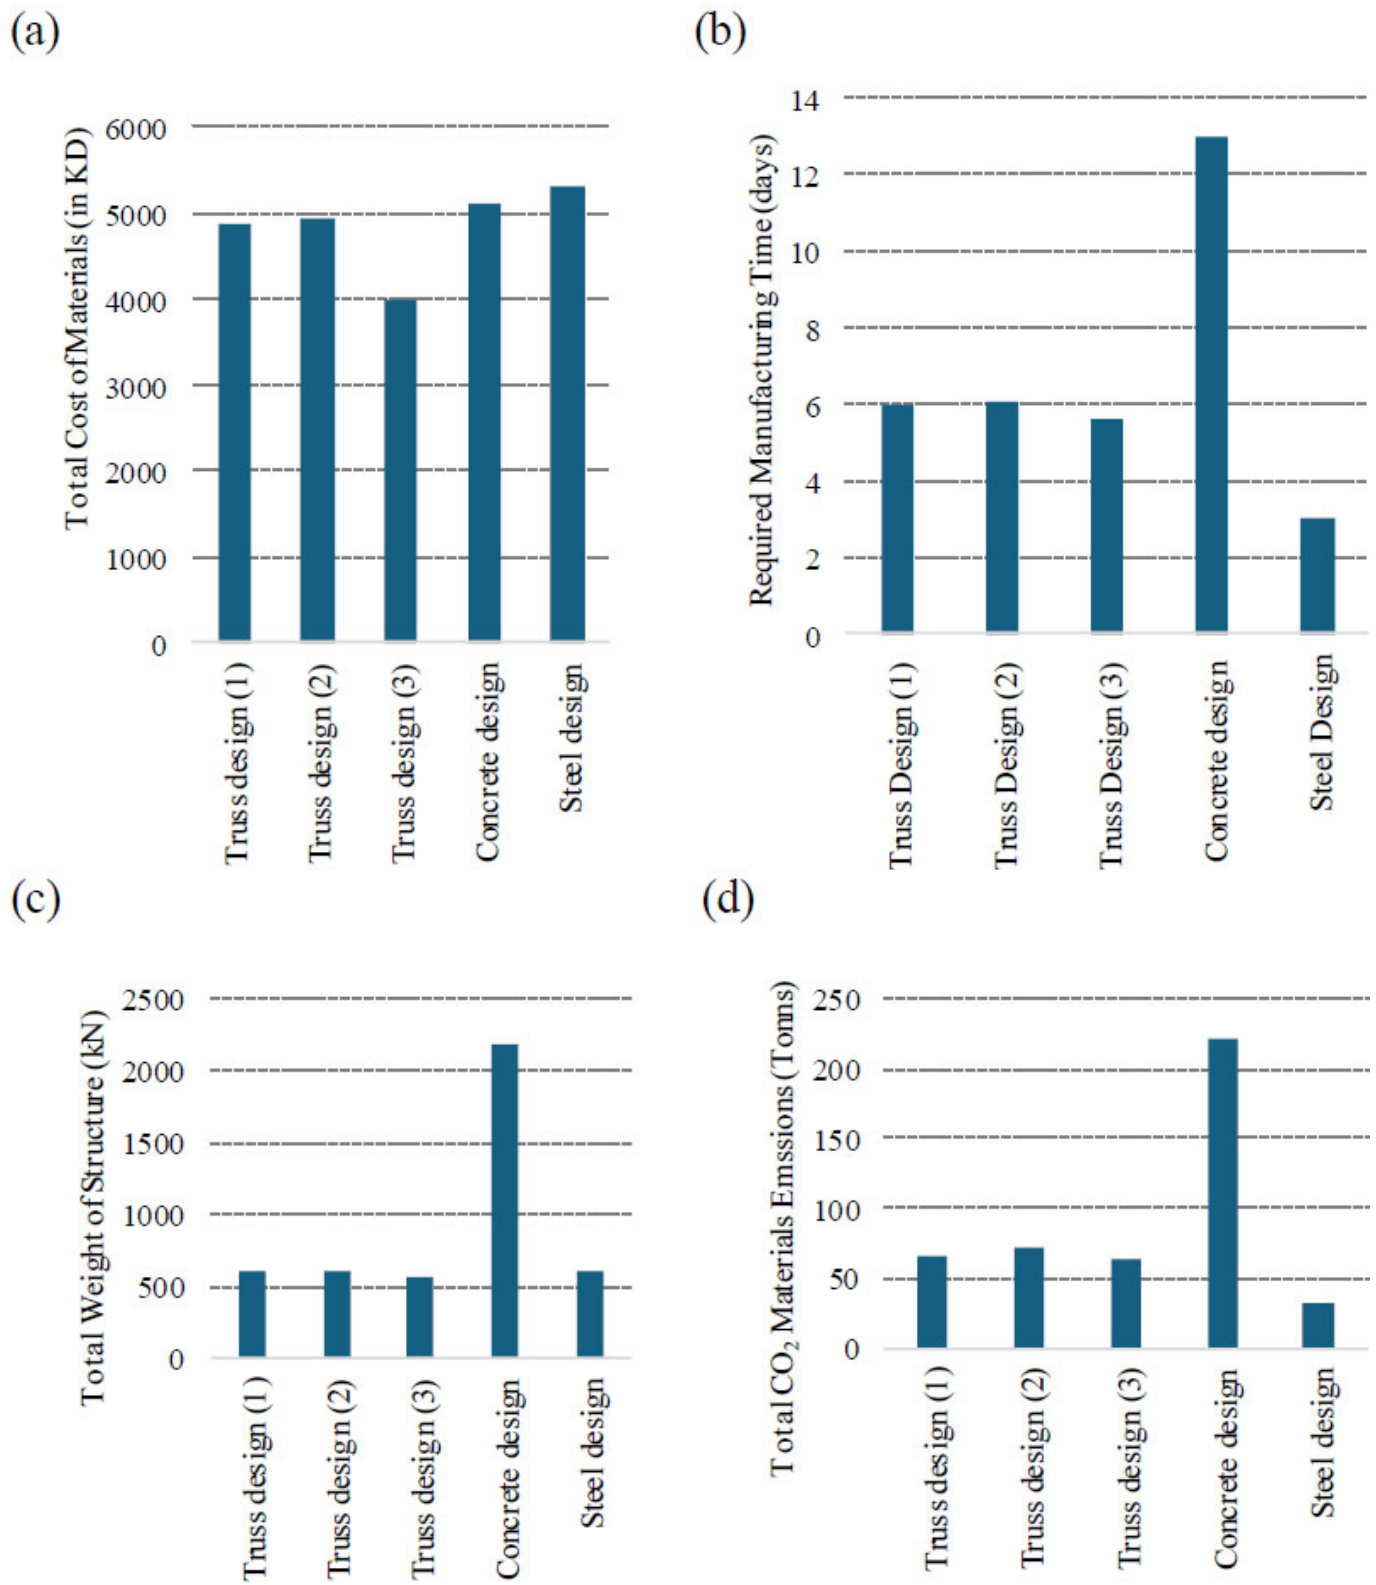 (a)
Total Cost of Materials (in KD)
6000
5000
4000
3000
2000
1000
0
Truss design (1)
Truss design (2)
Truss design (3)
Concrete design
Steel design
(b)
Required Manufacturing Time (days)
14
12
10
8
6
4
2
0
Truss Design (1)
Truss Design (2)
Truss Design (3)
Concrete design
Steel Design
(c)
Total Weight of Structure (kN)
2500
2000
1500
1000
500
0
Truss design (1)
Truss design (2)
Truss design (3)
Concrete design
Steel design
(d)
Total CO₂ Materials Emssions (Tonns)
250
200
150
100
50
0
Truss design (1)
Truss design (2)
Truss design (3)
Concrete design
Steel design